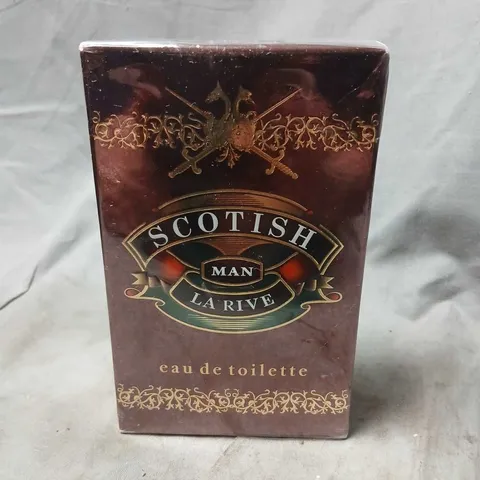 SCOTISH
MAN
LA RIVE
eau de toilette